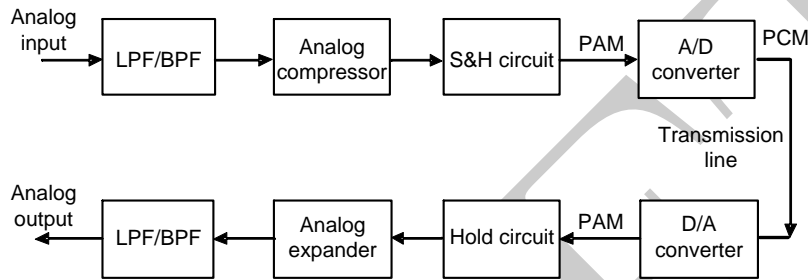 Analog
input
LPF/BPF
Analog
compressor
S&H circuit
PAM
A/D
converter
PCM
Transmission
line
Analog
output
LPF/BPF
Analog
expander
Hold circuit
PAM
D/A
converter